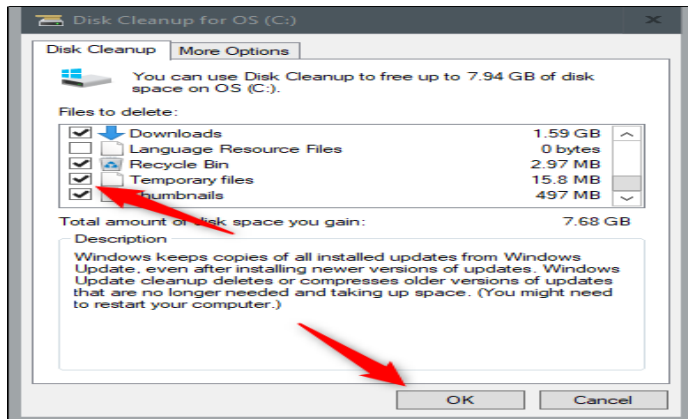 Disk Cleanup for OS (C:)
Disk Cleanup
More Options
You can use Disk Cleanup to free up to 7.94 GB of disk
space on OS (C:).
Files to delete:
Downloads 1.59 GB
Language Resource Files 0 bytes
Recycle Bin 2.97 MB
Temporary files 15.8 MB
Thumbnails 497 MB
Total amount of disk space you gain: 7.68 GB
Description
Windows keeps copies of all installed updates from Windows
Update, even after installing newer versions of updates. Windows
Update cleanup deletes or compresses older versions of updates
that are no longer needed and taking up space. (You might need
to restart your computer.)
OK
Cancel